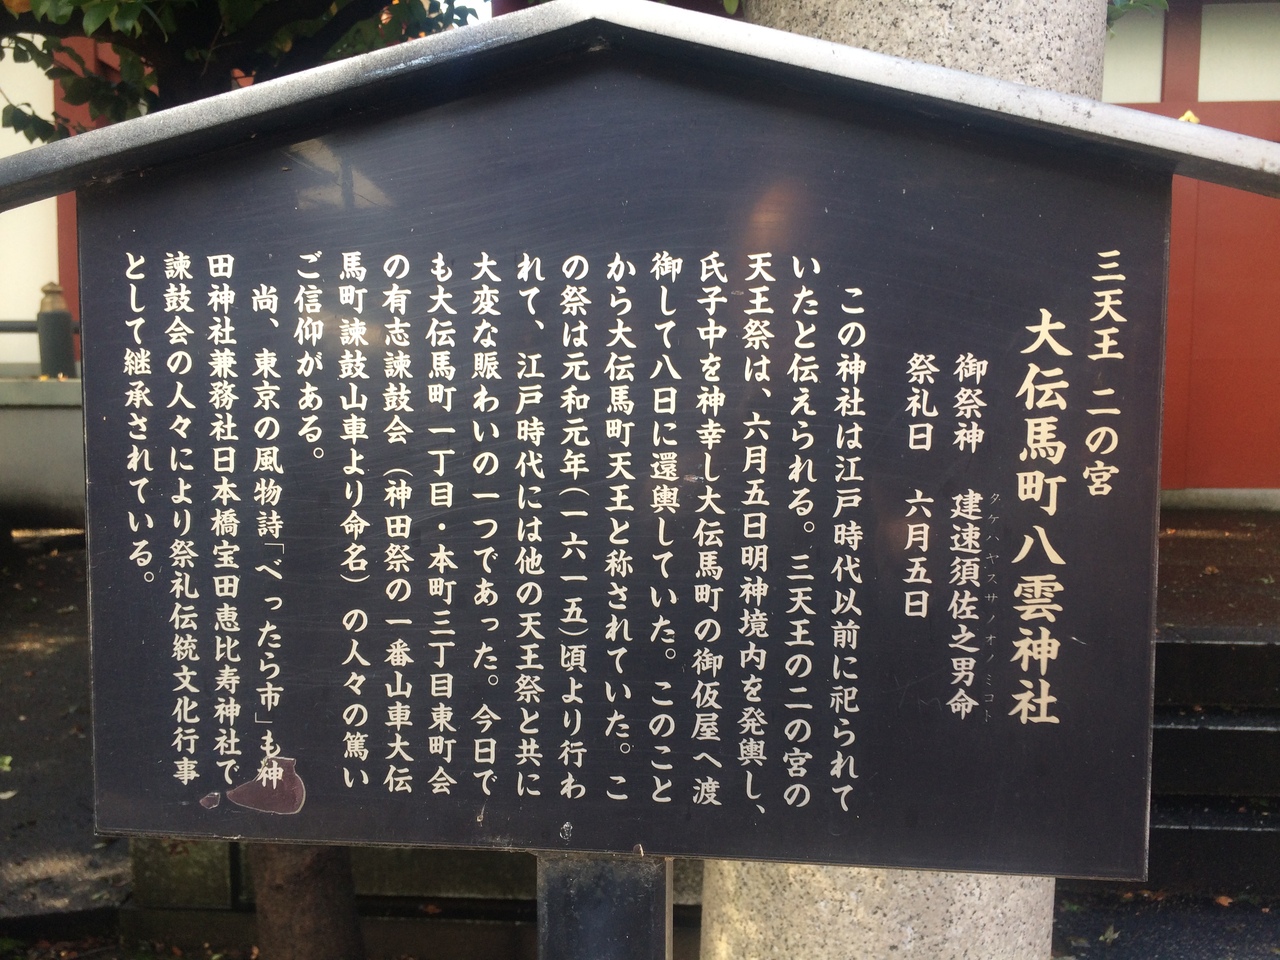 三天王 二の宮
大伝馬町八雲神社
御祭神 建速須佐之男命
タケハヤスサノオノミコト
祭礼日 六月五日
この神社は江戸時代以前に祀られて
いたと伝えられる。三天王の二の宮の
天王祭は、六月五日明神境内を発輿し、
氏子中を神幸し大伝馬町の御仮屋へ渡
御して八日に還輿していた。このこと
から大伝馬町天王と称されていた。こ
の祭は元和元年(一六一五)頃より行わ
れて、江戸時代には他の天王祭と共に
大変な賑わいの一つであった。今日で
も大伝馬町一丁目・本町三丁目東町会
の有志諫鼓会(神田祭の一番山車大伝
馬町諫鼓山車より命名)の人々の篤い
ご信仰がある。
尚、東京の風物詩「べったら市」も神
田神社兼務社日本橋宝田恵比寿神社で
諫鼓会の人々により祭礼伝統文化行事
として継承されている。